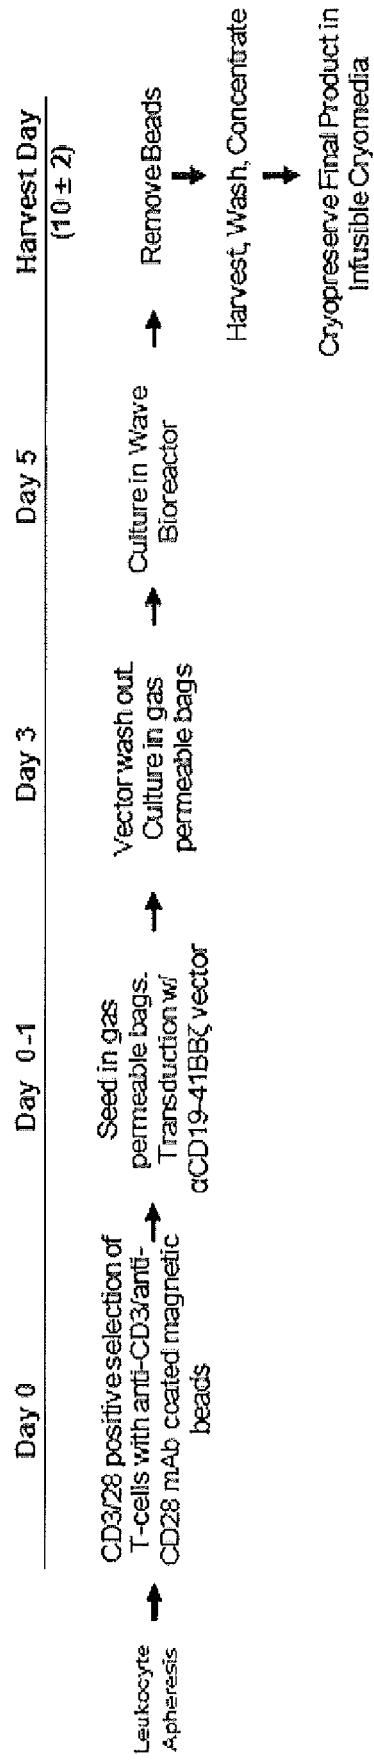 Day 0
Day 0-1
Day 3
Day 5
Harvest Day
(10 ± 2)
Leukocyte
Apheresis
CD3/28 positive selection of
T-cells with anti-CD3/anti-
CD28 mAb coated magnetic
beads
Seed in gas
permeable bags.
Transduction w/
αCD19-41BBζ vector
Vector wash out.
Culture in gas
permeable bags
Culture in Wave
Bioreactor
Remove Beads
Harvest, Wash, Concentrate
Cryopreserve Final Product in
Infusible Cryomedia